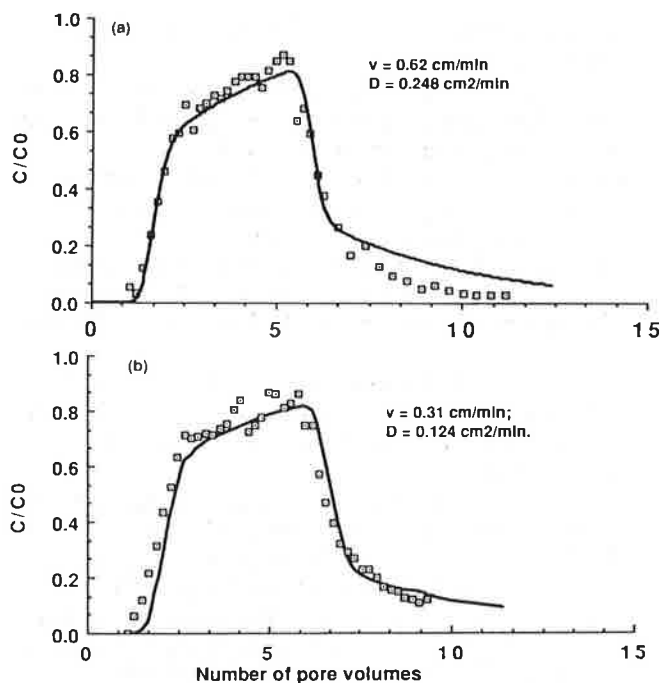 (a)
v = 0.62 cm/min
D = 0.248 cm2/min
C/C0
1.0
0.8
0.6
0.4
0.2
0.0
0
5
10
15
(b)
v = 0.31 cm/min;
D = 0.124 cm2/min.
C/C0
1.0
0.8
0.6
0.4
0.2
0.0
0
5
10
15
Number of pore volumes